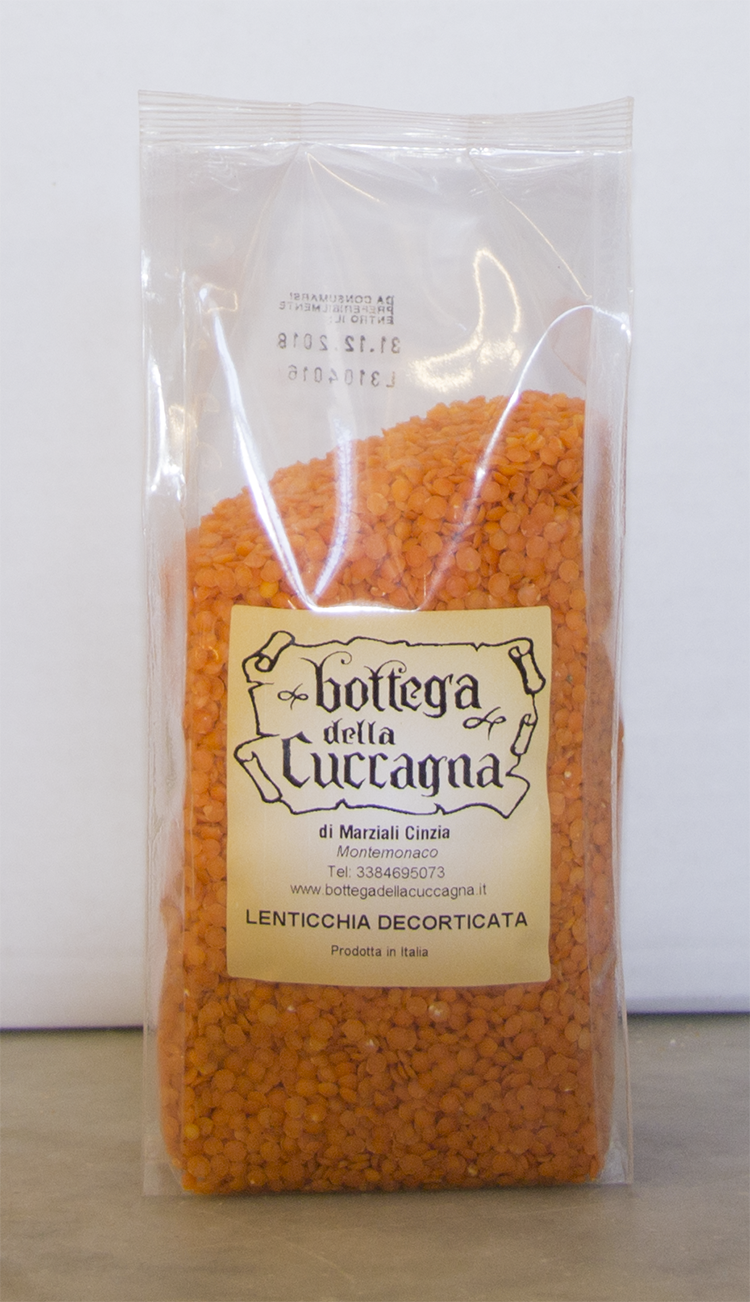 DA CONSUMARSI
PREFERIBILMENTE
ENTRO IL:
31.12.2018
L3104016
bottega
della
Cuccagna
di Marziali Cinzia
Montemonaco
Tel: 3384695073
www.bottegadellacuccagna.it
LENTICCHIA DECORTICATA
Prodotta in Italia